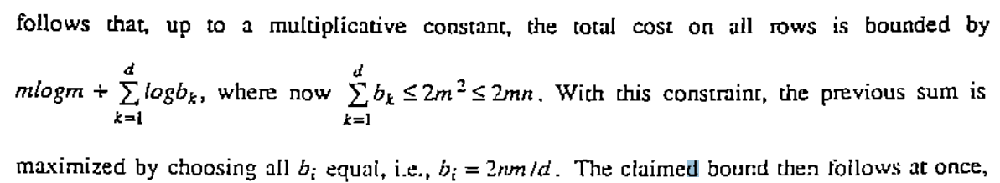 follows that, up to a multiplicative constant, the total cost on all rows is bounded by
mlogm + \sum_{k=1}^{d} logb_k, where now \sum_{k=1}^{d} b_k ≤ 2m^2 ≤ 2mn. With this constraint, the previous sum is
maximized by choosing all b_i equal, i.e., b_i = 2nm/d. The claimed bound then follows at once,